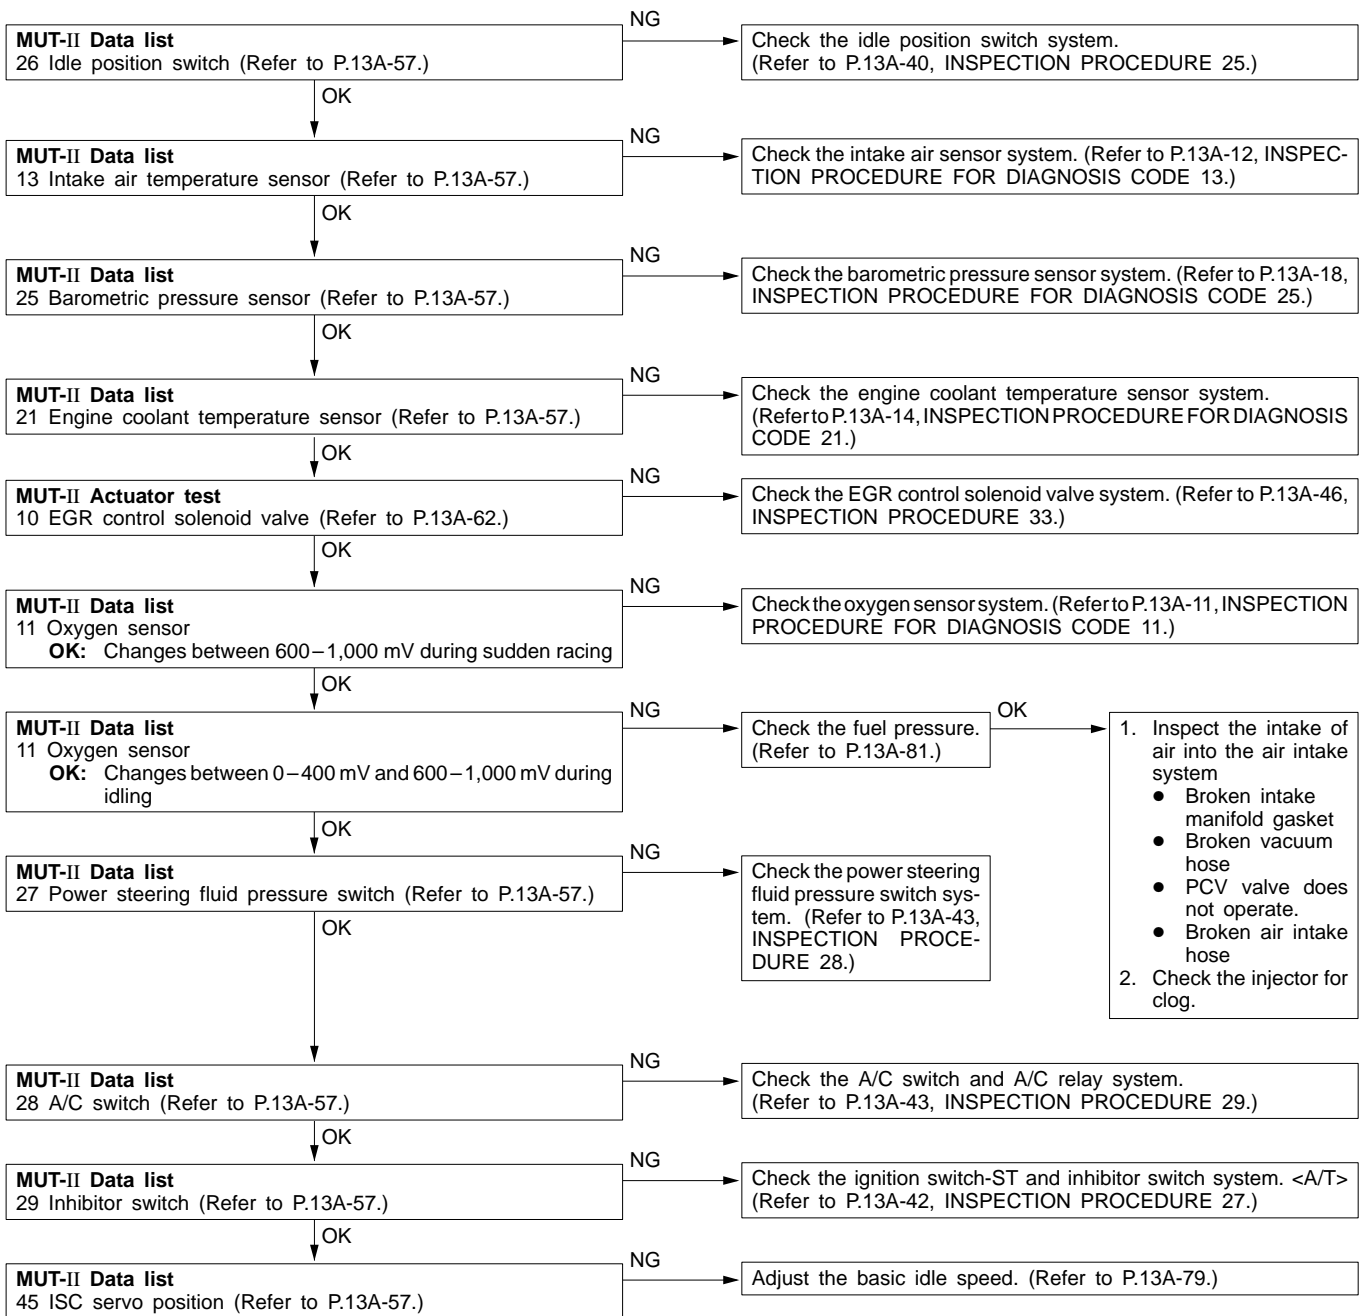 MUT-II Data list
26 Idle position switch (Refer to P.13A-57.)
NG
Check the idle position switch system.
(Refer to P.13A-40, INSPECTION PROCEDURE 25.)
OK
MUT-II Data list
13 Intake air temperature sensor (Refer to P.13A-57.)
NG
Check the intake air sensor system. (Refer to P.13A-12, INSPEC-
TION PROCEDURE FOR DIAGNOSIS CODE 13.)
OK
MUT-II Data list
25 Barometric pressure sensor (Refer to P.13A-57.)
NG
Check the barometric pressure sensor system. (Refer to P.13A-18,
INSPECTION PROCEDURE FOR DIAGNOSIS CODE 25.)
OK
MUT-II Data list
21 Engine coolant temperature sensor (Refer to P.13A-57.)
NG
Check the engine coolant temperature sensor system.
(Refer to P.13A-14, INSPECTION PROCEDURE FOR DIAGNOSIS
CODE 21.)
OK
MUT-II Actuator test
10 EGR control solenoid valve (Refer to P.13A-62.)
NG
Check the EGR control solenoid valve system. (Refer to P.13A-46,
INSPECTION PROCEDURE 33.)
OK
MUT-II Data list
11 Oxygen sensor
OK: Changes between 600–1,000 mV during sudden racing
NG
Check the oxygen sensor system. (Refer to P.13A-11, INSPECTION
PROCEDURE FOR DIAGNOSIS CODE 11.)
OK
MUT-II Data list
11 Oxygen sensor
OK: Changes between 0–400 mV and 600–1,000 mV during
idling
NG
Check the fuel pressure.
(Refer to P.13A-81.)
OK
1. Inspect the intake of
air into the air intake
system
● Broken intake
manifold gasket
● Broken vacuum
hose
● PCV valve does
not operate.
● Broken air intake
hose
2. Check the injector for
clog.
OK
MUT-II Data list
27 Power steering fluid pressure switch (Refer to P.13A-57.)
NG
Check the power steering
fluid pressure switch sys-
tem. (Refer to P.13A-43,
INSPECTION PROCE-
DURE 28.)
OK
MUT-II Data list
28 A/C switch (Refer to P.13A-57.)
NG
Check the A/C switch and A/C relay system.
(Refer to P.13A-43, INSPECTION PROCEDURE 29.)
OK
MUT-II Data list
29 Inhibitor switch (Refer to P.13A-57.)
NG
Check the ignition switch-ST and inhibitor switch system. <A/T>
(Refer to P.13A-42, INSPECTION PROCEDURE 27.)
OK
MUT-II Data list
45 ISC servo position (Refer to P.13A-57.)
NG
Adjust the basic idle speed. (Refer to P.13A-79.)